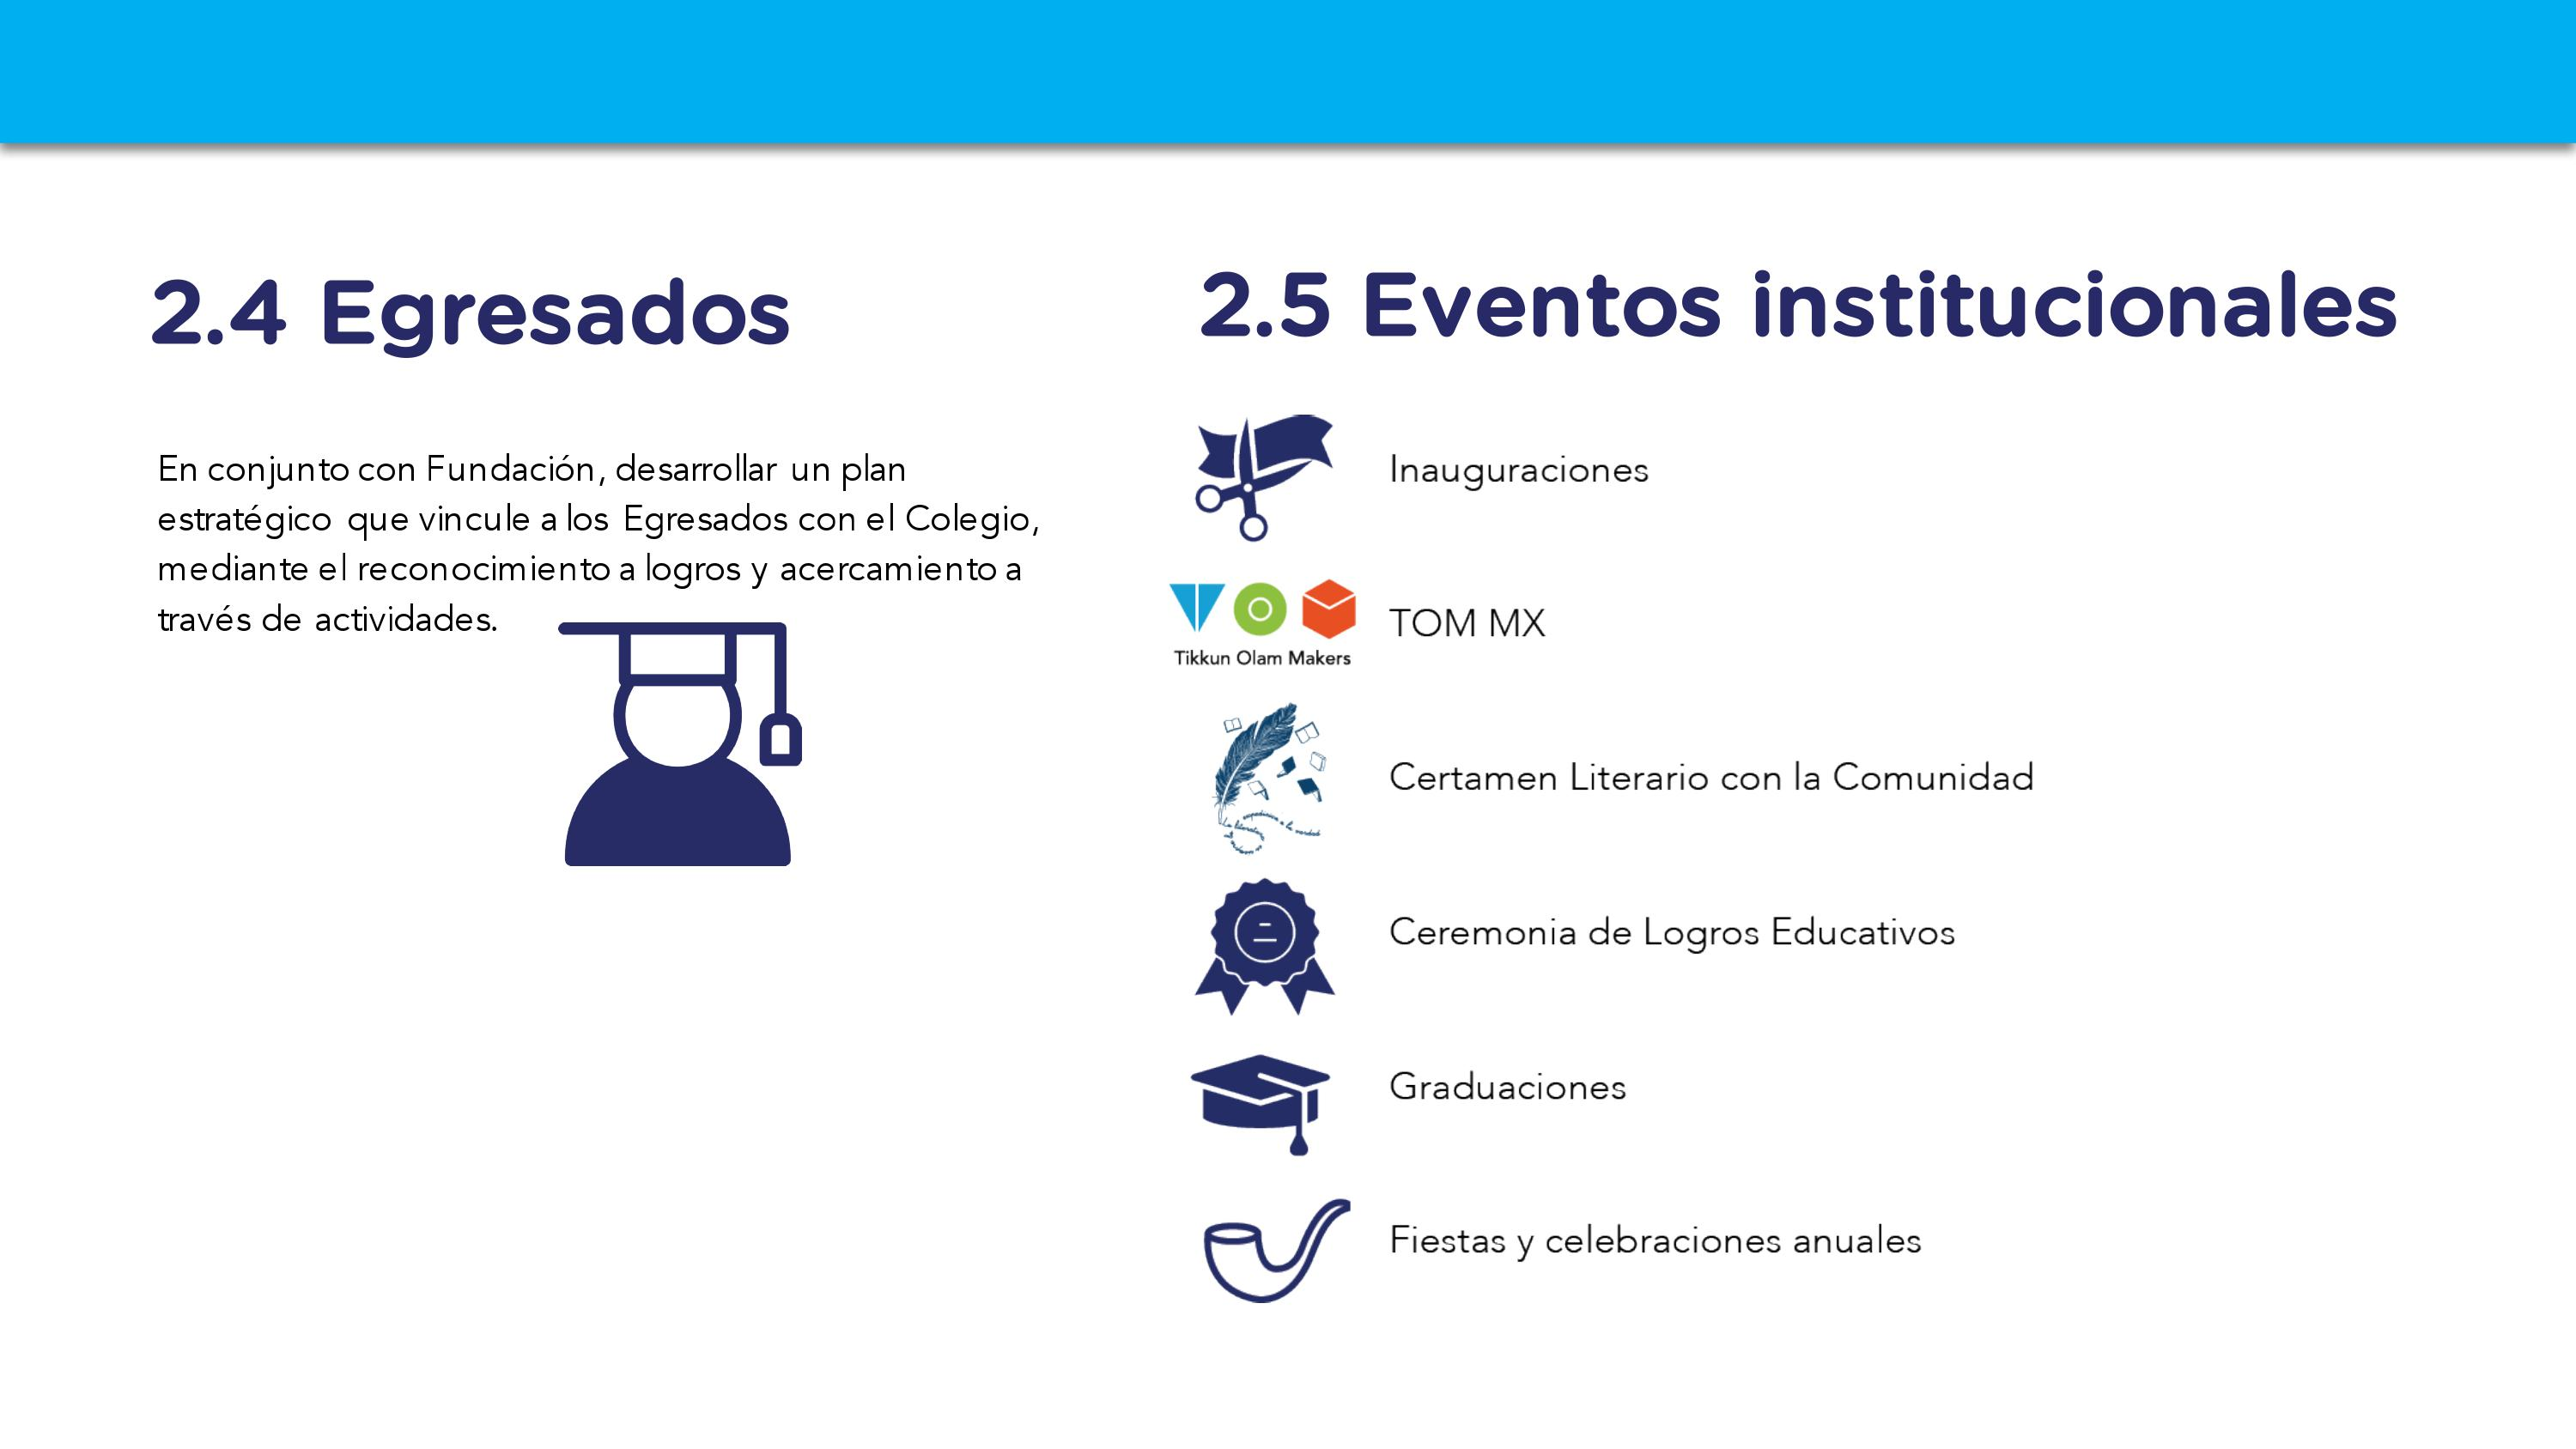 2.4 Egresados
En conjunto con Fundación, desarrollar un plan
estratégico que vincule a los Egresados con el Colegio,
mediante el reconocimiento a logros y acercamiento a
través de actividades.
2.5 Eventos institucionales
Inauguraciones
Tikkun Olam Makers
TOM MX
Certamen Literario con la Comunidad
Ceremonia de Logros Educativos
Graduaciones
Fiestas y celebraciones anuales